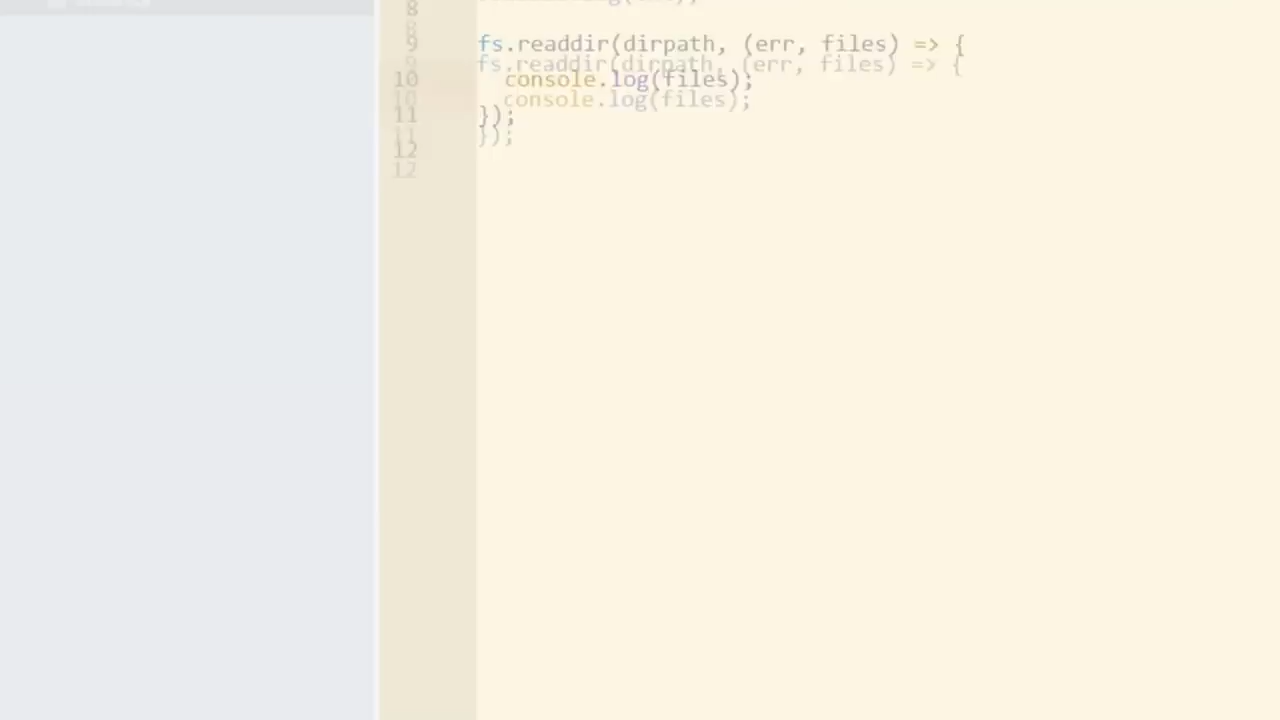 8
9 fs.readdir(dirpath, (err, files) => {
10 console.log(files);
11 });
12